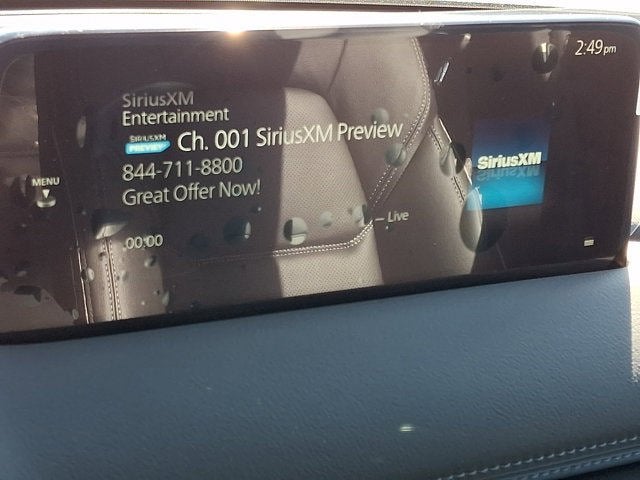 2:49pm
SiriusXM
Entertainment
SIRIUSXM PREVIEW Ch. 001 SiriusXM Preview
844-711-8800
Great Offer Now!
MENU
SiriusXM
Live
00:00